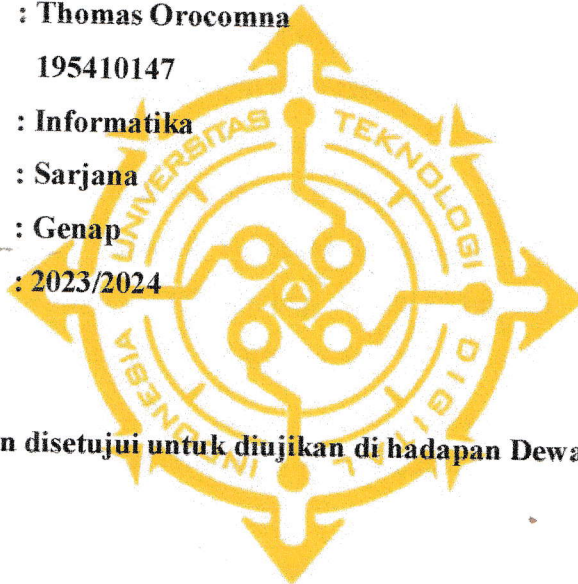 : Thomas Orocomna
195410147
: Informatika
: Sarjana
: Genap
: 2023/2024
UNIVERSITAS TEKNOLOGI DIGITAL INDONESIA
n disetujui untuk diujikan di hadapan Dewa